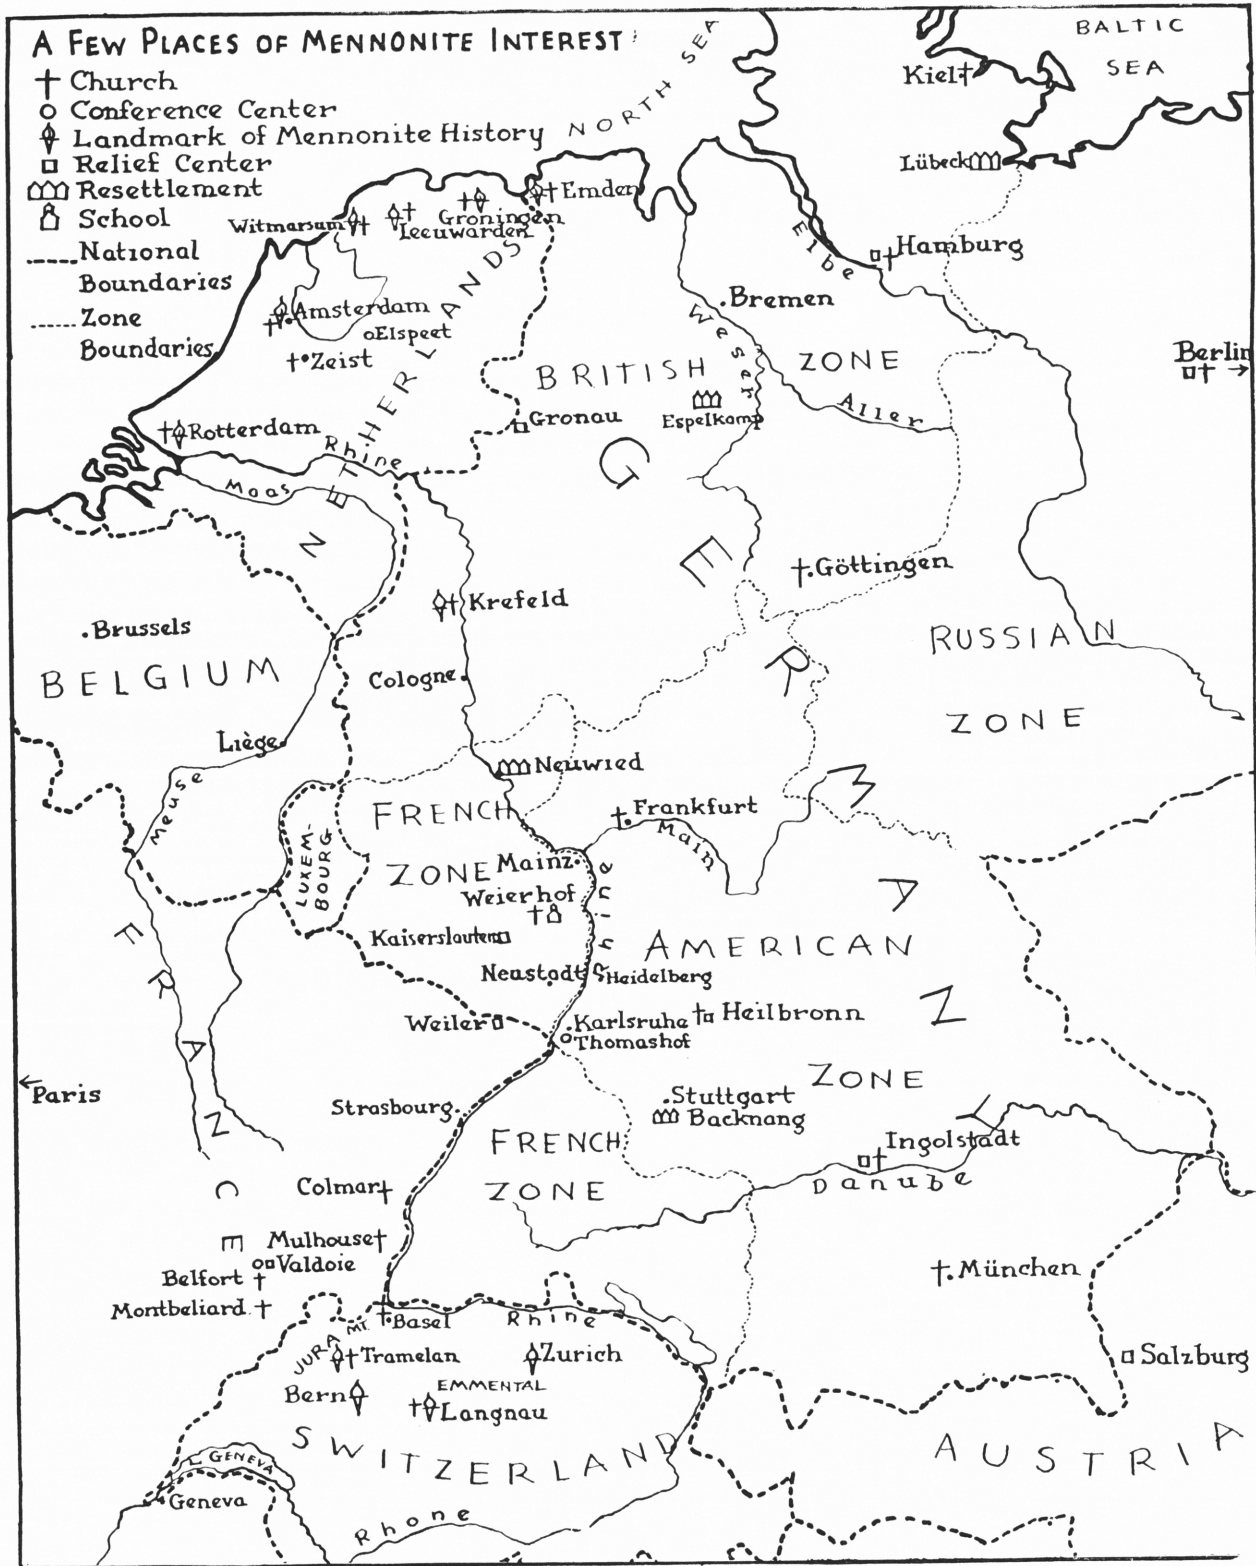 A FEW PLACES OF MENNONITE INTEREST:
Church
Conference Center
Landmark of Mennonite History
Relief Center
Resettlement
School
National
Boundaries
Zone
Boundaries
NORTH SEA
BALTIC
SEA
Kiel
Lübeck
Emden
Groningen
Witmarsum
Leeuwarden
Elbe
Hamburg
Amsterdam
Elspeet
Zeist
NETHERLANDS
Bremen
Weser
BRITISH
ZONE
Berlin
Espelkamp
Aller
Gronau
Rotterdam
Rhine
Maas
GERMANY
Göttingen
Krefeld
Brussels
BELGIUM
RUSSIAN
ZONE
Cologne
Liège
Meuse
Neuwied
FRENCH
ZONE
Frankfurt
Main
LUXEM-
BOURG
Mainz
Weierhof
Rhine
Kaiserslautern
AMERICAN
ZONE
Neustadt
Heidelberg
Weiler
Karlsruhe
Thomashof
Heilbronn
FRANCE
Paris
Strasbourg
Stuttgart
Backnang
FRENCH
ZONE
Ingolstadt
Danube
Colmar
Mulhouse
Valdoie
Belfort
Montbeliard
München
Basel
Rhine
JURA MT.
Tramelan
Zurich
Salzburg
Bern
EMMENTAL
Langnau
SWITZERLAND
AUSTRIA
L. GENEVA
Geneva
Rhone